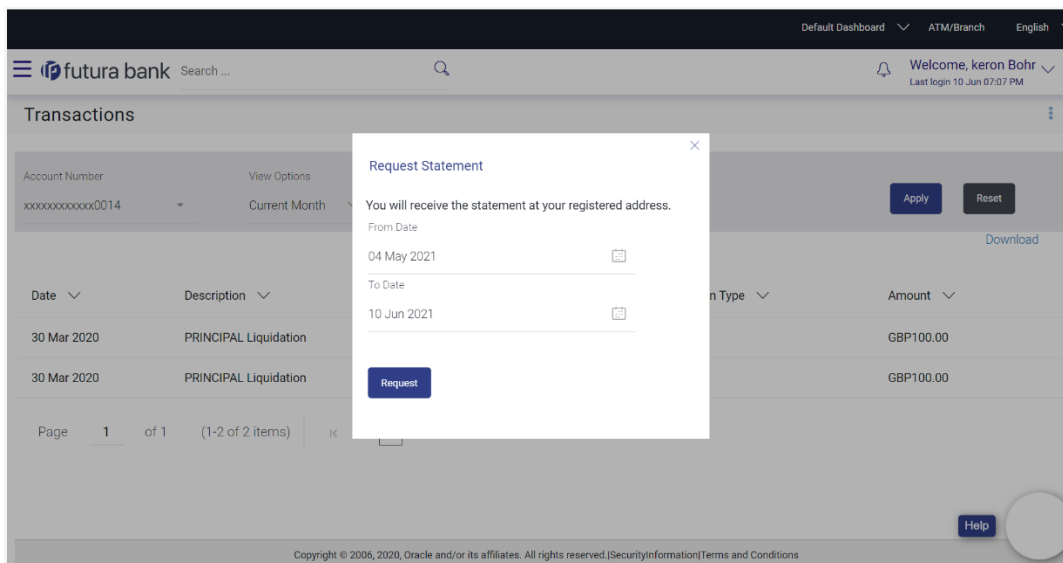 Default Dashboard ATM/Branch English
futura bank Search ... Welcome, keron Bohr
Last login 10 Jun 07:07 PM
Transactions
Request Statement
Account Number View Options
xxxxxxxxxxxx0014 Current Month
You will receive the statement at your registered address.
Apply Reset
From Date
04 May 2021
Download
To Date
10 Jun 2021
Date Description n Type Amount
30 Mar 2020 PRINCIPAL Liquidation GBP100.00
30 Mar 2020 PRINCIPAL Liquidation GBP100.00
Request
Page 1 of 1 (1-2 of 2 items)
Help
Copyright © 2006, 2020, Oracle and/or its affiliates. All rights reserved.|SecurityInformation|Terms and Conditions